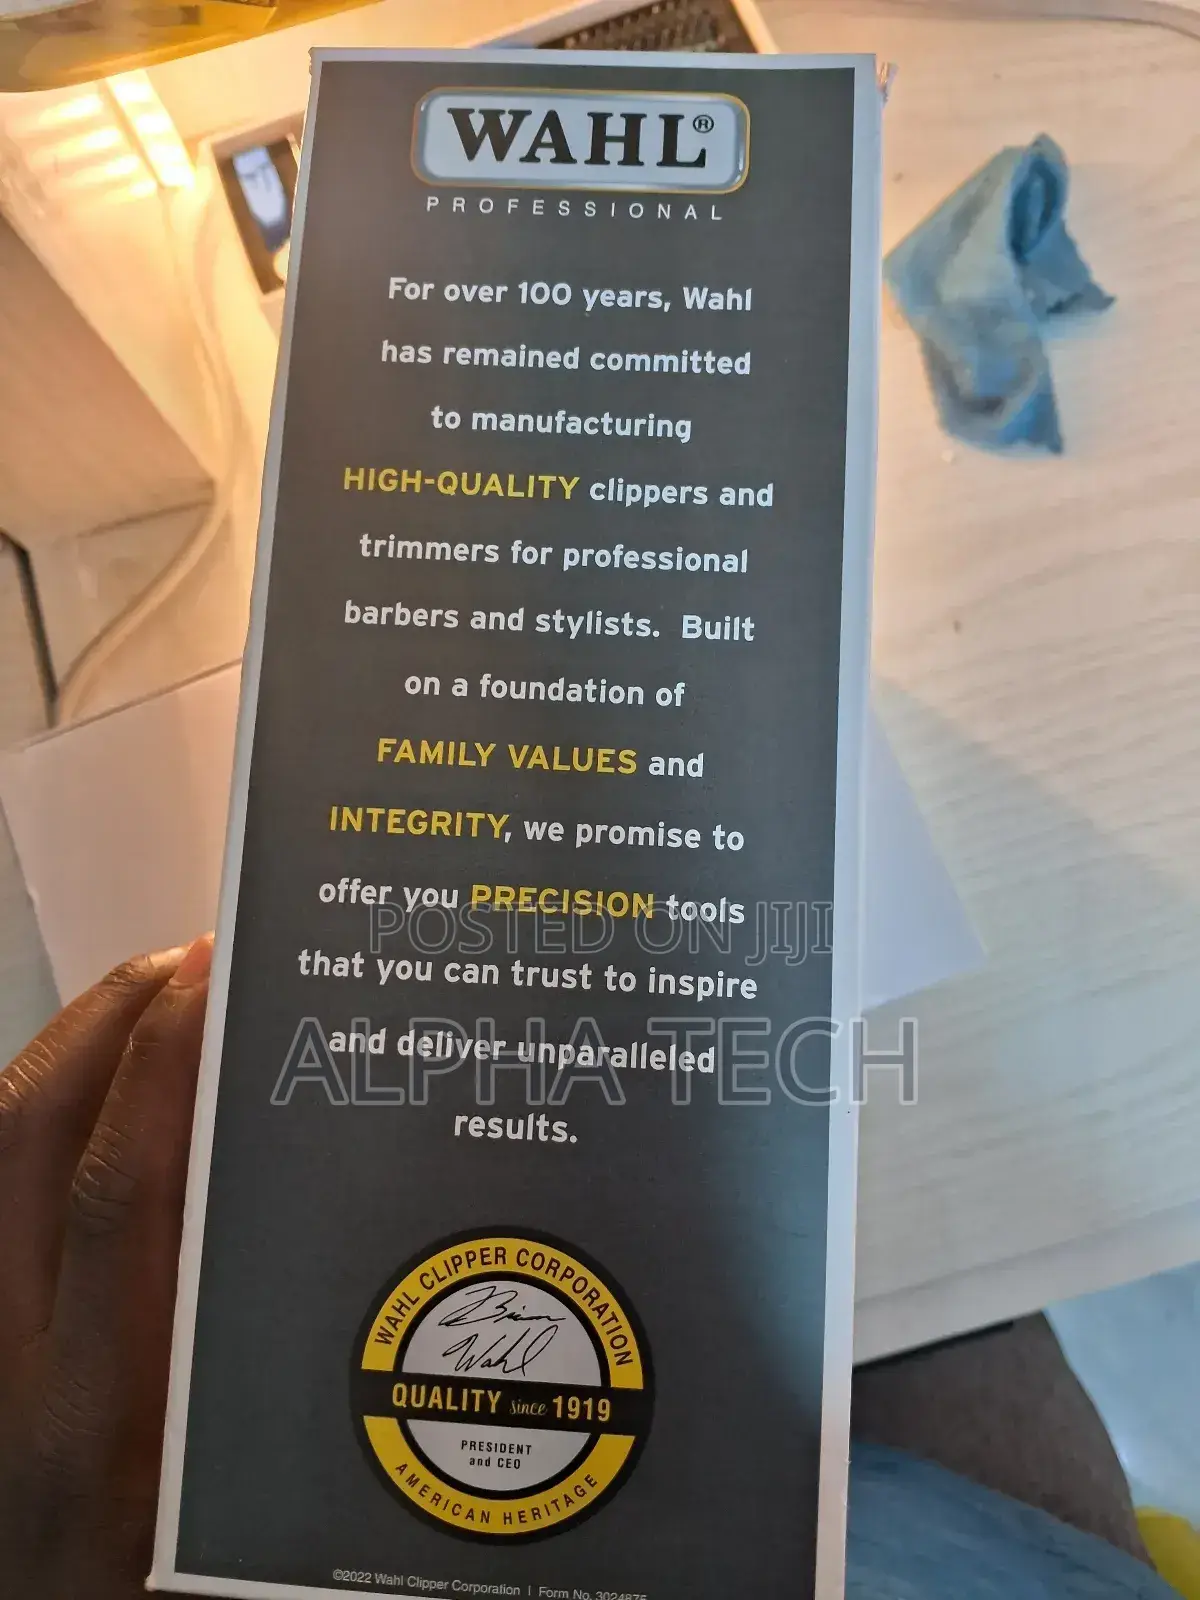 WAHL®
PROFESSIONAL
For over 100 years, Wahl
has remained committed
to manufacturing
HIGH-QUALITY clippers and
trimmers for professional
barbers and stylists. Built
on a foundation of
FAMILY VALUES and
INTEGRITY, we promise to
offer you PRECISION tools
POSTED ON JIJI
that you can trust to inspire
and deliver unparalleled
ALPHA TECH
results.
WAHL CLIPPER CORPORATION
Brian
Wahl
QUALITY since 1919
PRESIDENT
and CEO
AMERICAN HERITAGE
©2022 Wahl Clipper Corporation | Form No.